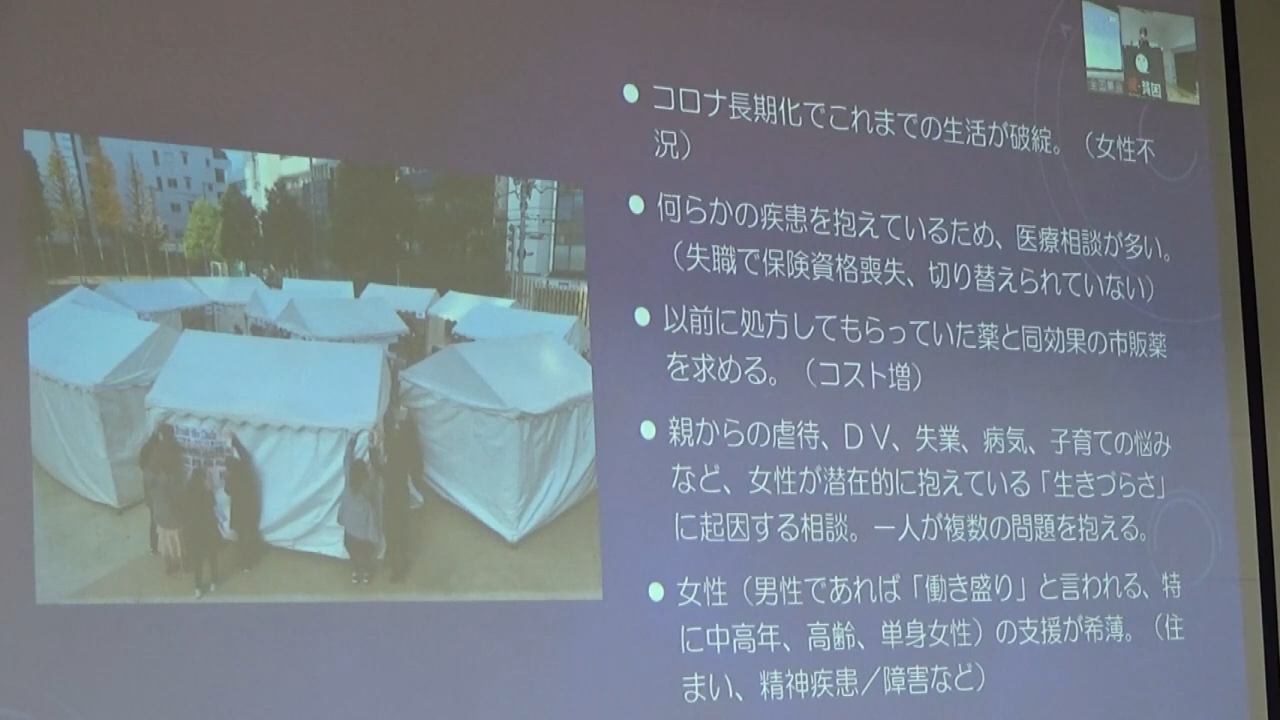 コロナ長期化でこれまでの生活が破綻。（女性不
況）
何らかの疾患を抱えているため、医療相談が多い。
（失職で保険資格喪失、切り替えられていない）
以前に処方してもらっていた薬と同効果の市販薬
を求める。（コスト増）
親からの虐待、ＤＶ、失業、病気、子育ての悩み
など、女性が潜在的に抱えている「生きづらさ」
に起因する相談。一人が複数の問題を抱える。
女性（男性であれば「働き盛り」と言われる、特
に中高年、高齢、単身女性）の支援が希薄。（住
まい、精神疾患／障害など）
貧困